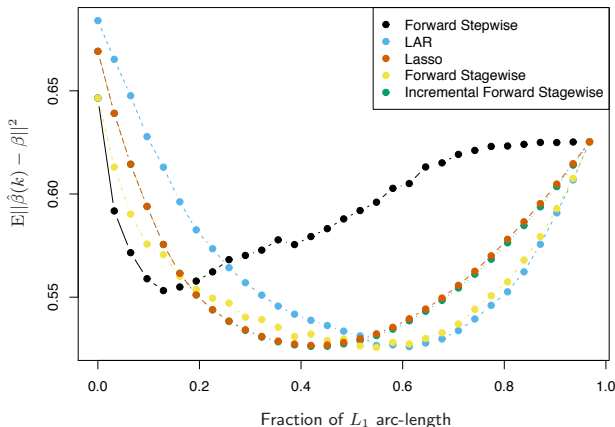 Forward Stepwise
LAR
Lasso
Forward Stagewise
Incremental Forward Stagewise
E||β̂(k) − β||²
0.65
0.60
0.55
0.0 0.2 0.4 0.6 0.8 1.0
Fraction of L₁ arc-length